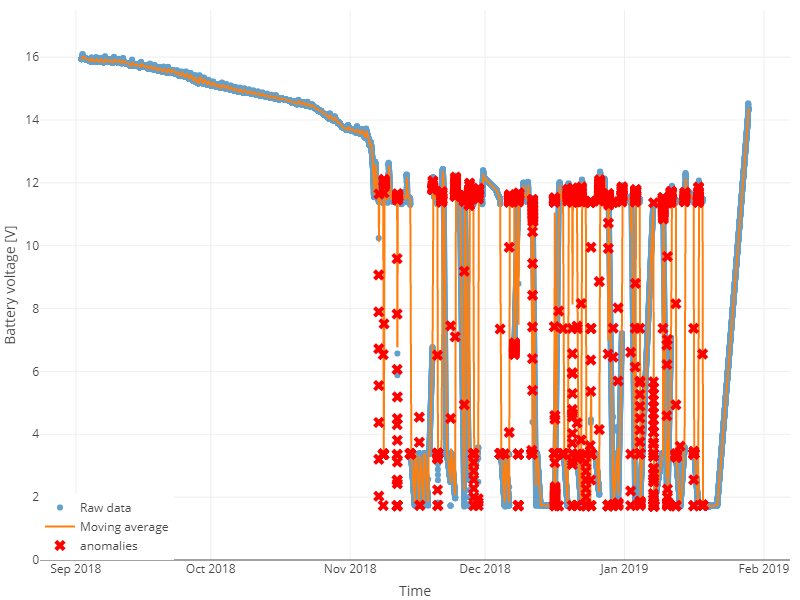 16
14
12
10
8
6
4
2
0
Battery voltage [V]
Raw data
Moving average
anomalies
Sep 2018 Oct 2018 Nov 2018 Dec 2018 Jan 2019 Feb 2019
Time